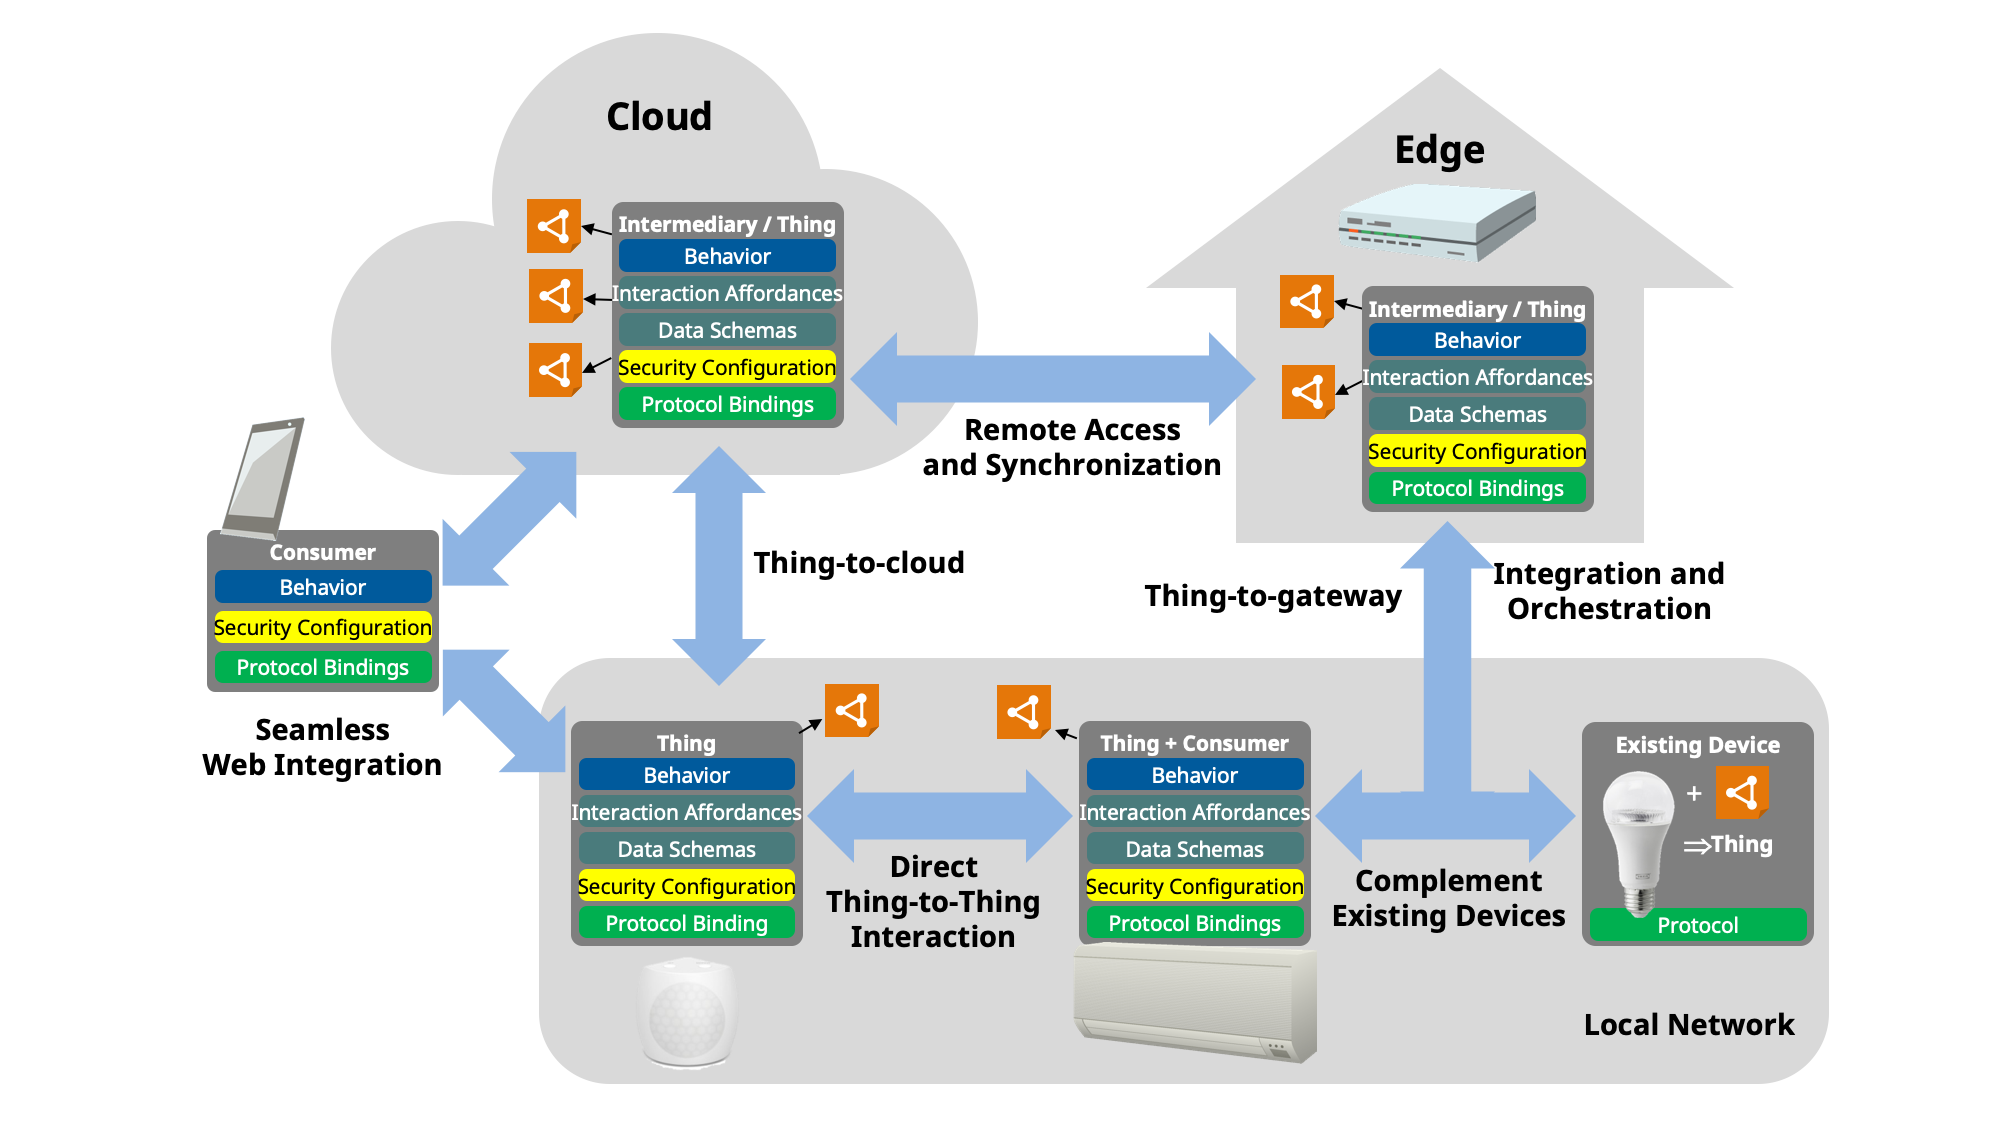 Cloud
Intermediary / Thing
Behavior
Interaction Affordances
Data Schemas
Security Configuration
Protocol Bindings
Edge
Intermediary / Thing
Behavior
Interaction Affordances
Data Schemas
Security Configuration
Protocol Bindings
Remote Access
and Synchronization
Consumer
Behavior
Security Configuration
Protocol Bindings
Seamless
Web Integration
Thing-to-cloud
Thing-to-gateway
Integration and
Orchestration
Thing
Behavior
Interaction Affordances
Data Schemas
Security Configuration
Protocol Binding
Direct
Thing-to-Thing
Interaction
Thing + Consumer
Behavior
Interaction Affordances
Data Schemas
Security Configuration
Protocol Bindings
Complement
Existing Devices
Existing Device
+
⇒Thing
Protocol
Local Network